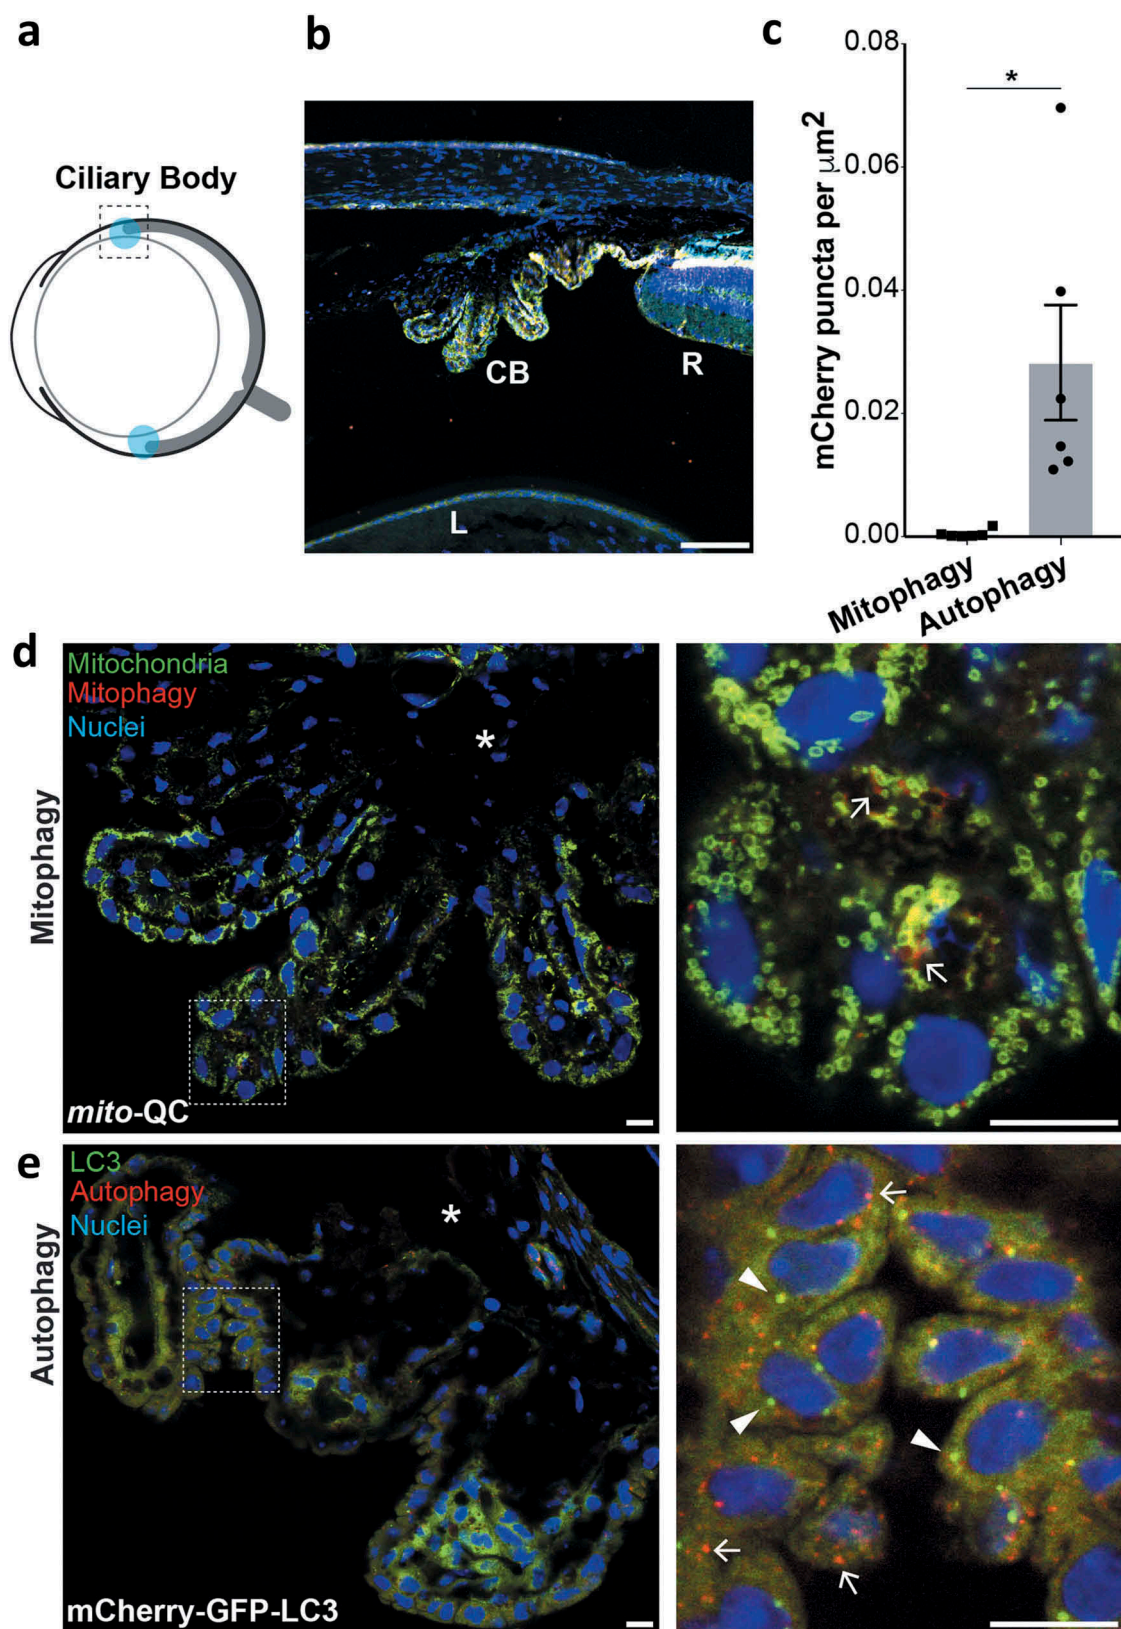 a
Ciliary Body
b
CB
R
L
c
mCherry puncta per μm2
0.08
0.06
0.04
0.02
0.00
*
Mitophagy
Autophagy
d
Mitophagy
Mitochondria
Mitophagy
Nuclei
*
mito-QC
e
Autophagy
LC3
Autophagy
Nuclei
*
mCherry-GFP-LC3